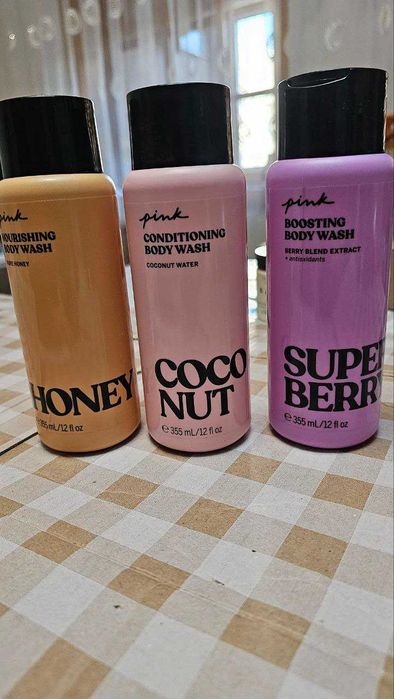 pink
NOURISHING
BODY WASH
HONEY
HONEY
℮ 355 mL/12 fl oz
pink
CONDITIONING
BODY WASH
COCONUT WATER
COCO
NUT
℮ 355 mL/12 fl oz
pink
BOOSTING
BODY WASH
BERRY BLEND EXTRACT
+ antioxidants
SUPER
BERRY
℮ 355 mL/12 fl oz